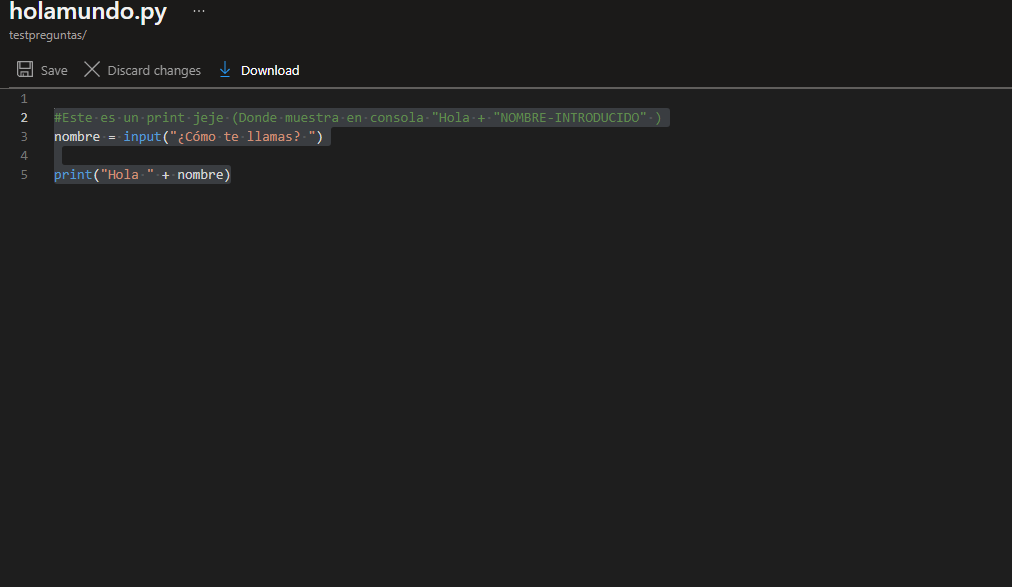 holamundo.py ...
testpreguntas/
Save Discard changes Download
1
2 #Este es un print jeje (Donde muestra en consola "Hola + "NOMBRE-INTRODUCIDO" )
3 nombre = input("¿Cómo te llamas? ")
4
5 print("Hola " + nombre)